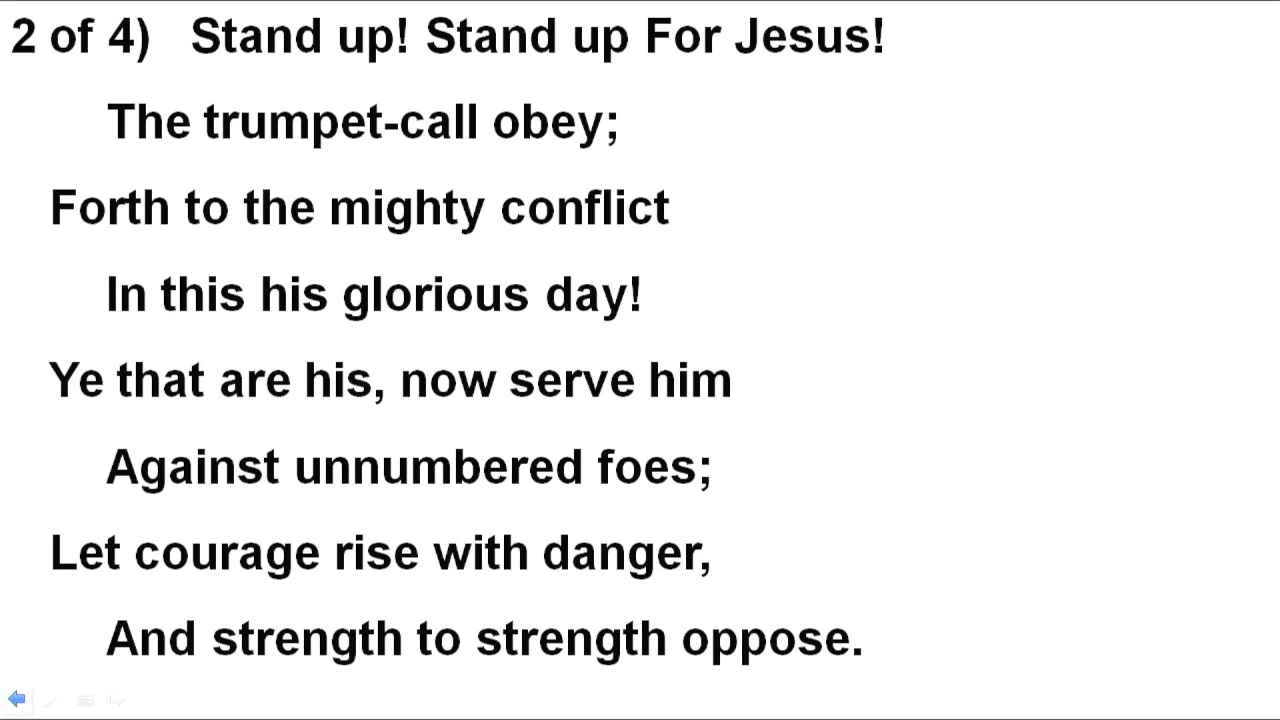 2 of 4) Stand up! Stand up For Jesus!
The trumpet-call obey;
Forth to the mighty conflict
In this his glorious day!
Ye that are his, now serve him
Against unnumbered foes;
Let courage rise with danger,
And strength to strength oppose.